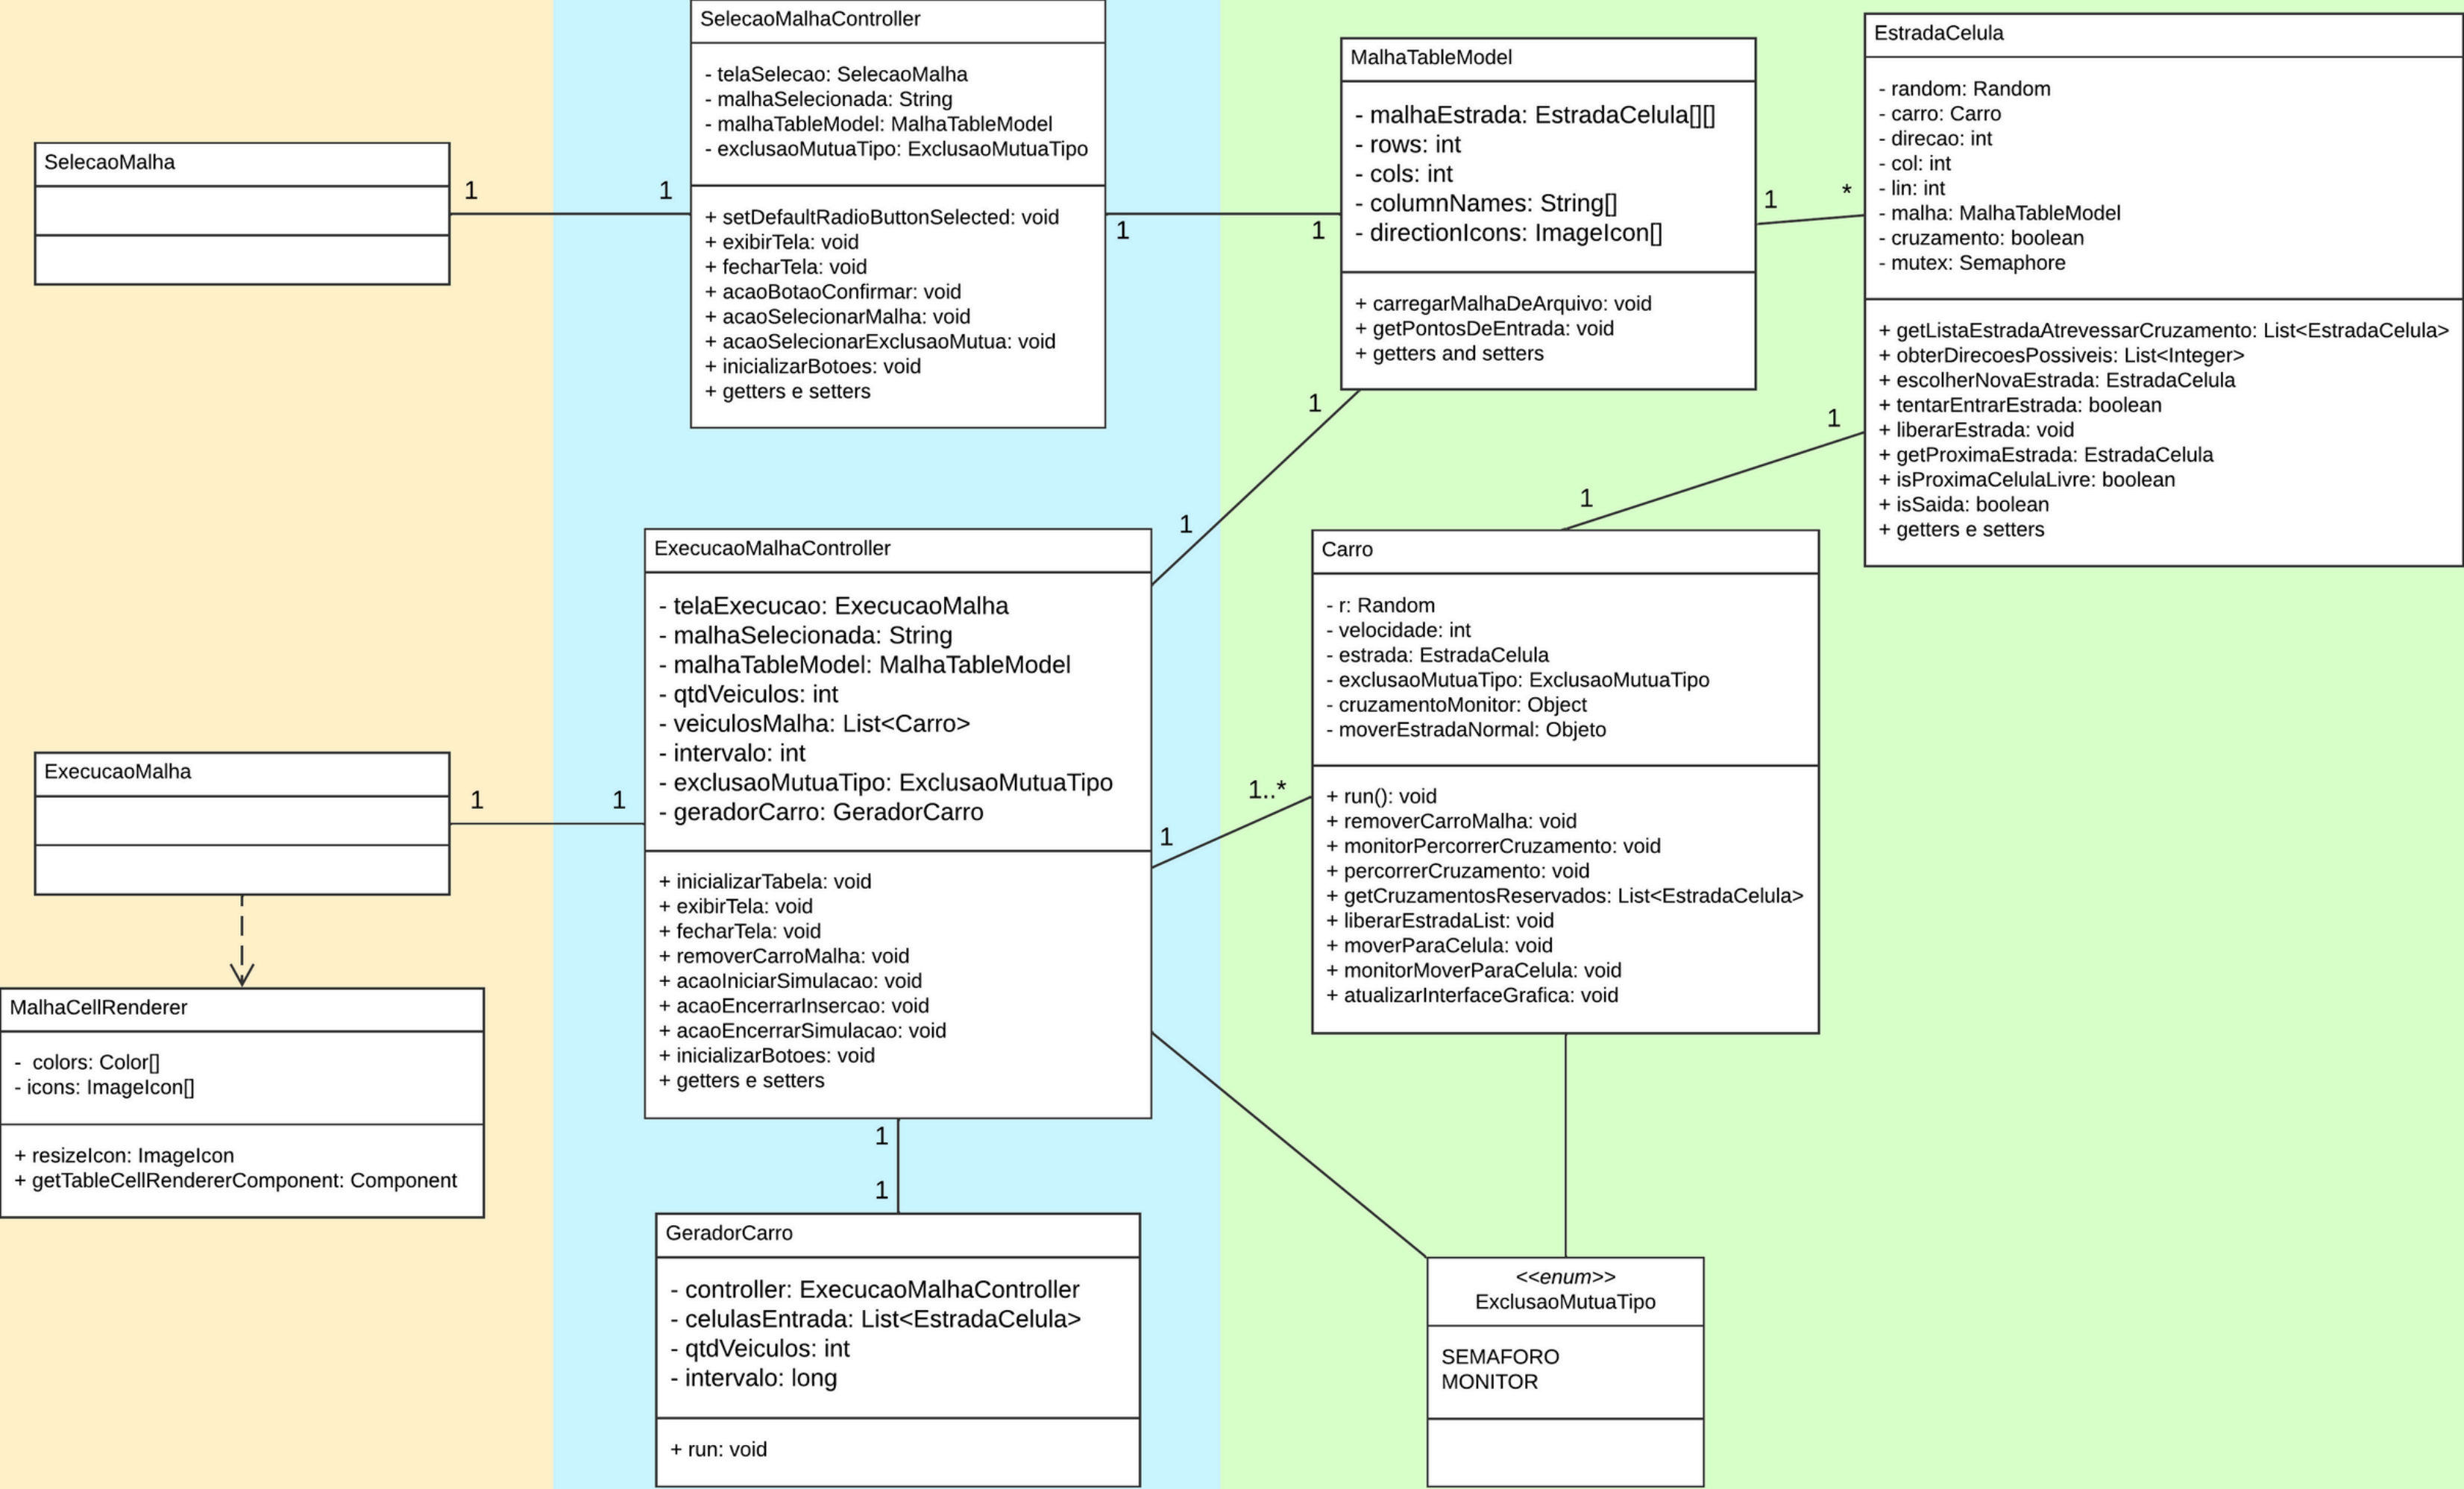 SelecaoMalha
1
1
SelecaoMalhaController
- telaSelecao: SelecaoMalha
- malhaSelecionada: String
- malhaTableModel: MalhaTableModel
- exclusaoMutuaTipo: ExclusaoMutuaTipo
+ setDefaultRadioButtonSelected: void
+ exibirTela: void
+ fecharTela: void
+ acaoBotaoConfirmar: void
+ acaoSelecionarMalha: void
+ acaoSelecionarExclusaoMutua: void
+ inicializarBotoes: void
+ getters e setters
1
1
MalhaTableModel
- malhaEstrada: EstradaCelula[][]
- rows: int
- cols: int
- columnNames: String[]
- directionIcons: ImageIcon[]
+ carregarMalhaDeArquivo: void
+ getPontosDeEntrada: void
+ getters and setters
1
*
EstradaCelula
- random: Random
- carro: Carro
- direcao: int
- col: int
- lin: int
- malha: MalhaTableModel
- cruzamento: boolean
- mutex: Semaphore
+ getListaEstradaAtrevessarCruzamento: List<EstradaCelula>
+ obterDirecoesPossiveis: List<Integer>
+ escolherNovaEstrada: EstradaCelula
+ tentarEntrarEstrada: boolean
+ liberarEstrada: void
+ getProximaEstrada: EstradaCelula
+ isProximaCelulaLivre: boolean
+ isSaida: boolean
+ getters e setters
1
1
1
1
ExecucaoMalha
1
1
ExecucaoMalhaController
- telaExecucao: ExecucaoMalha
- malhaSelecionada: String
- malhaTableModel: MalhaTableModel
- qtdVeiculos: int
- veiculosMalha: List<Carro>
- intervalo: int
- exclusaoMutuaTipo: ExclusaoMutuaTipo
- geradorCarro: GeradorCarro
+ inicializarTabela: void
+ exibirTela: void
+ fecharTela: void
+ removerCarroMalha: void
+ acaoIniciarSimulacao: void
+ acaoEncerrarInsercao: void
+ acaoEncerrarSimulacao: void
+ inicializarBotoes: void
+ getters e setters
1
1..*
Carro
- r: Random
- velocidade: int
- estrada: EstradaCelula
- exclusaoMutuaTipo: ExclusaoMutuaTipo
- cruzamentoMonitor: Object
- moverEstradaNormal: Objeto
+ run(): void
+ removerCarroMalha: void
+ monitorPercorrerCruzamento: void
+ percorrerCruzamento: void
+ getCruzamentosReservados: List<EstradaCelula>
+ liberarEstradaList: void
+ moverParaCelula: void
+ monitorMoverParaCelula: void
+ atualizarInterfaceGrafica: void
MalhaCellRenderer
- colors: Color[]
- icons: ImageIcon[]
+ resizeIcon: ImageIcon
+ getTableCellRendererComponent: Component
1
1
GeradorCarro
- controller: ExecucaoMalhaController
- celulasEntrada: List<EstradaCelula>
- qtdVeiculos: int
- intervalo: long
+ run: void
<<enum>>
ExclusaoMutuaTipo
SEMAFORO
MONITOR